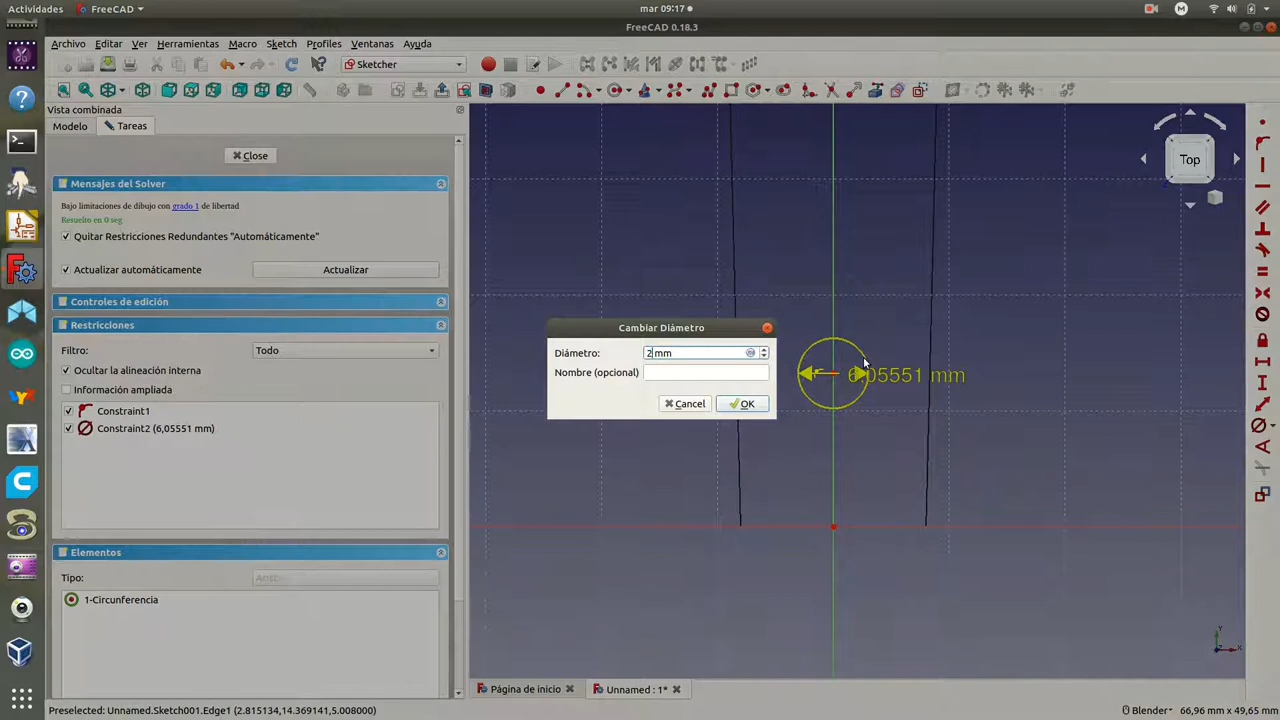 Actividades
FreeCAD
mar 09:17
FreeCAD 0.18.3
Archivo Editar Ver Herramientas Macro Sketch Profiles Ventanas Ayuda
Sketcher
Vista combinada
Modelo
Tareas
Close
Mensajes del Solver
Bajo limitaciones de dibujo con grado 1 de libertad
Resuelto en 0 seg
Quitar Restricciones Redundantes "Automáticamente"
Actualizar automáticamente
Actualizar
Controles de edición
Restricciones
Filtro:
Todo
Ocultar la alineación interna
Información ampliada
Constraint1
Constraint2 (6,05551 mm)
Elementos
Tipo:
1-Circunferencia
Cambiar Diámetro
Diámetro:
2 mm
Nombre (opcional)
Cancel
OK
6,05551 mm
Top
Página de inicio
Unnamed : 1*
Preselected: Unnamed.Sketch001.Edge1 (2.815134,14.369141,5.008000)
Blender
66,96 mm x 49,65 mm